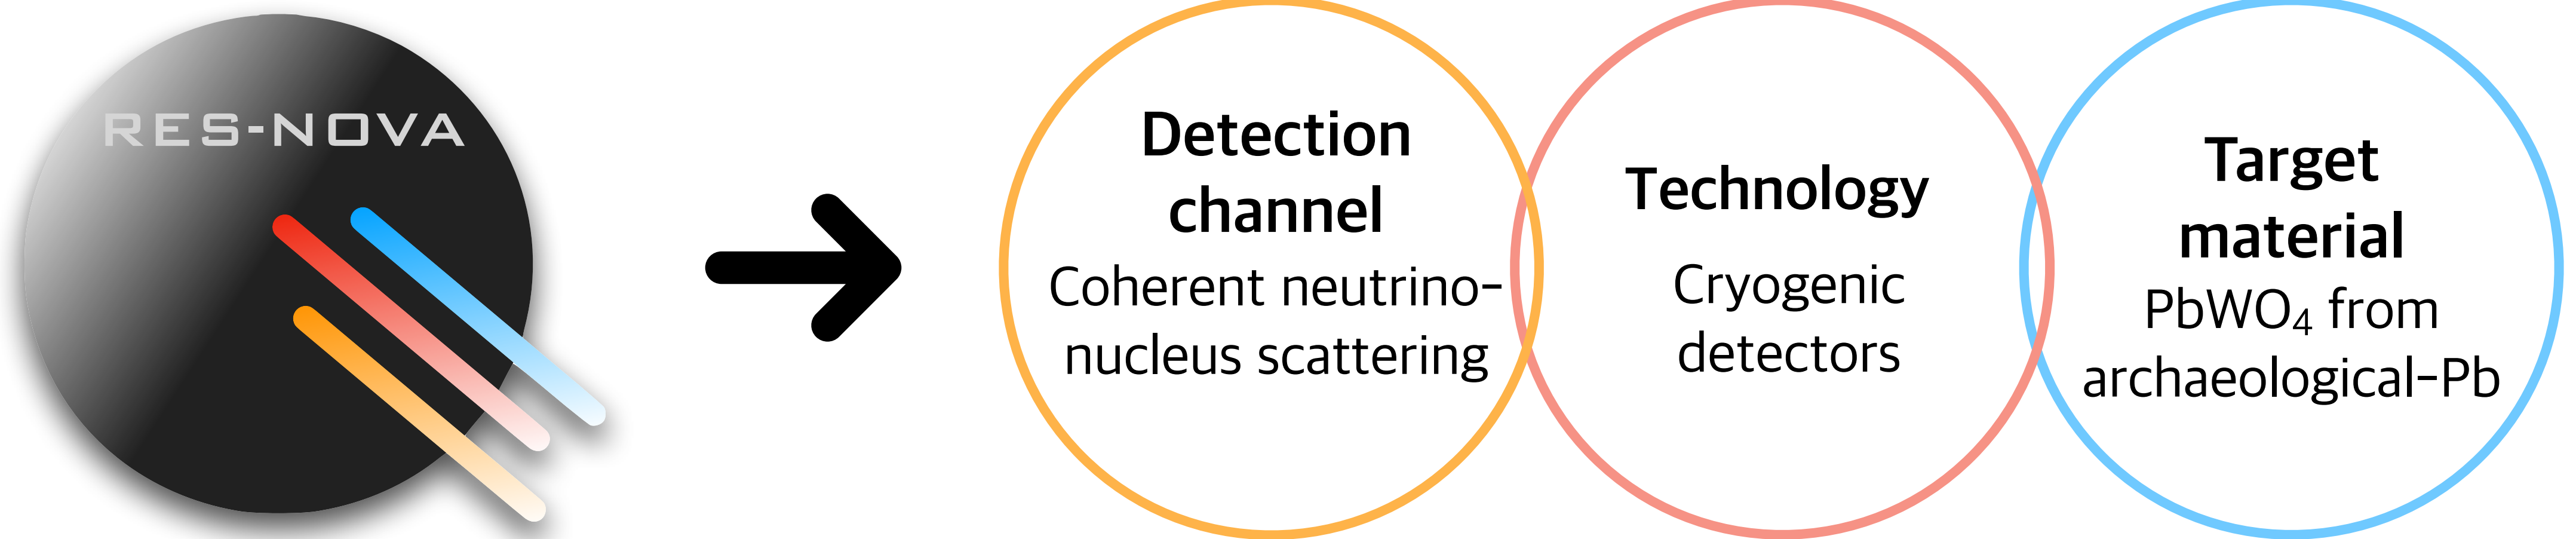 RES-NOVA
Detection
channel
Coherent neutrino-
nucleus scattering
Technology
Cryogenic
detectors
Target
material
PbWO₄ from
archaeological-Pb